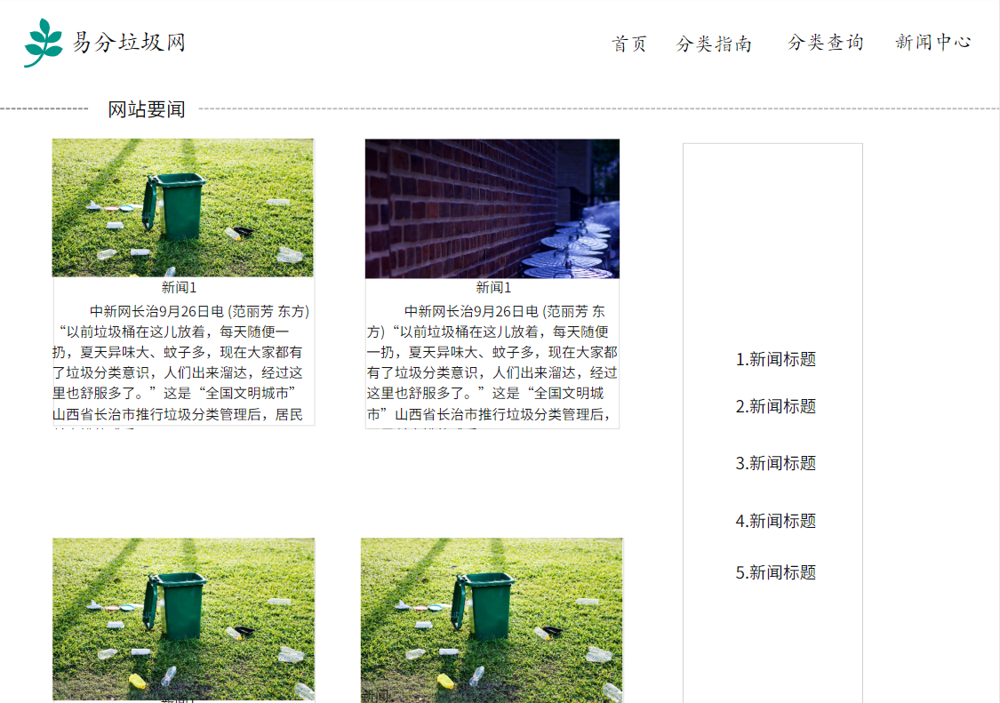 易分垃圾网
首页 分类指南 分类查询 新闻中心
网站要闻
新闻1
中新网长治9月26日电 (范丽芳 东方)
“以前垃圾桶在这儿放着，每天随便一
扔，夏天异味大、蚊子多，现在大家都有
了垃圾分类意识，人们出来溜达，经过这
里也舒服多了。”这是“全国文明城市”
山西省长治市推行垃圾分类管理后，居民
新闻1
中新网长治9月26日电 (范丽芳 东
方)“以前垃圾桶在这儿放着，每天随便
一扔，夏天异味大、蚊子多，现在大家都
有了垃圾分类意识，人们出来溜达，经过
这里也舒服多了。”这是“全国文明城
市”山西省长治市推行垃圾分类管理后，
1.新闻标题
2.新闻标题
3.新闻标题
4.新闻标题
5.新闻标题
新闻1
新闻